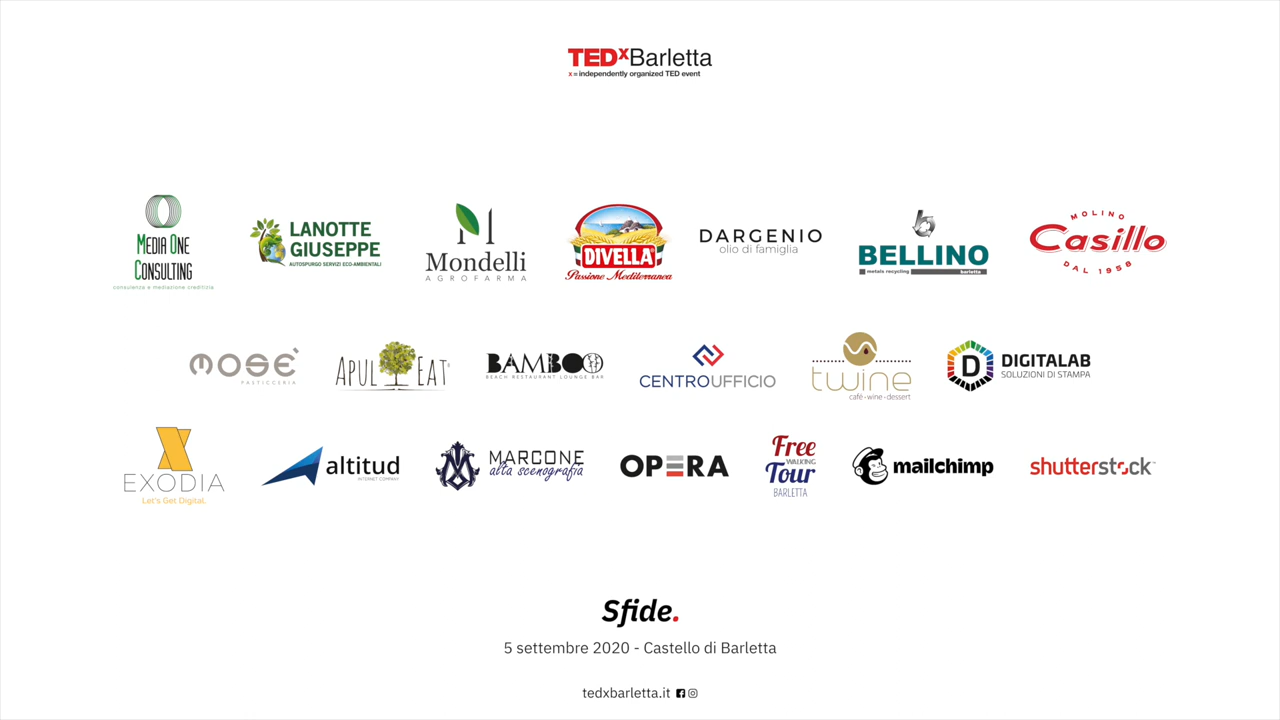 TEDxBarletta
x = independently organized TED event
MEDIA ONE
CONSULTING
consulenza e mediazione creditizia
LANOTTE
GIUSEPPE
AUTOSPURGO SERVIZI ECO-AMBIENTALI
Mondelli
AGROFARMA
DIVELLA
Passione Mediterranea
DARGENIO
olio di famiglia
b
BELLINO
metals recycling barletta
MOLINO
Casillo
DAL 1958
MOSE'
PASTICCERIA
APULEAT
BAMBOO
BEACH RESTAURANT LOUNGE BAR
CENTROUFFICIO
twine
café - wine - dessert
D
DIGITALAB
SOLUZIONI DI STAMPA
EXODIA
Let's Get Digital.
altitud
INTERNET COMPANY
MARCONE
alta scenografia
OPERA
Free
WALKING
Tour
BARLETTA
mailchimp
shutterstock
Sfide.
5 settembre 2020 - Castello di Barletta
tedxbarletta.it